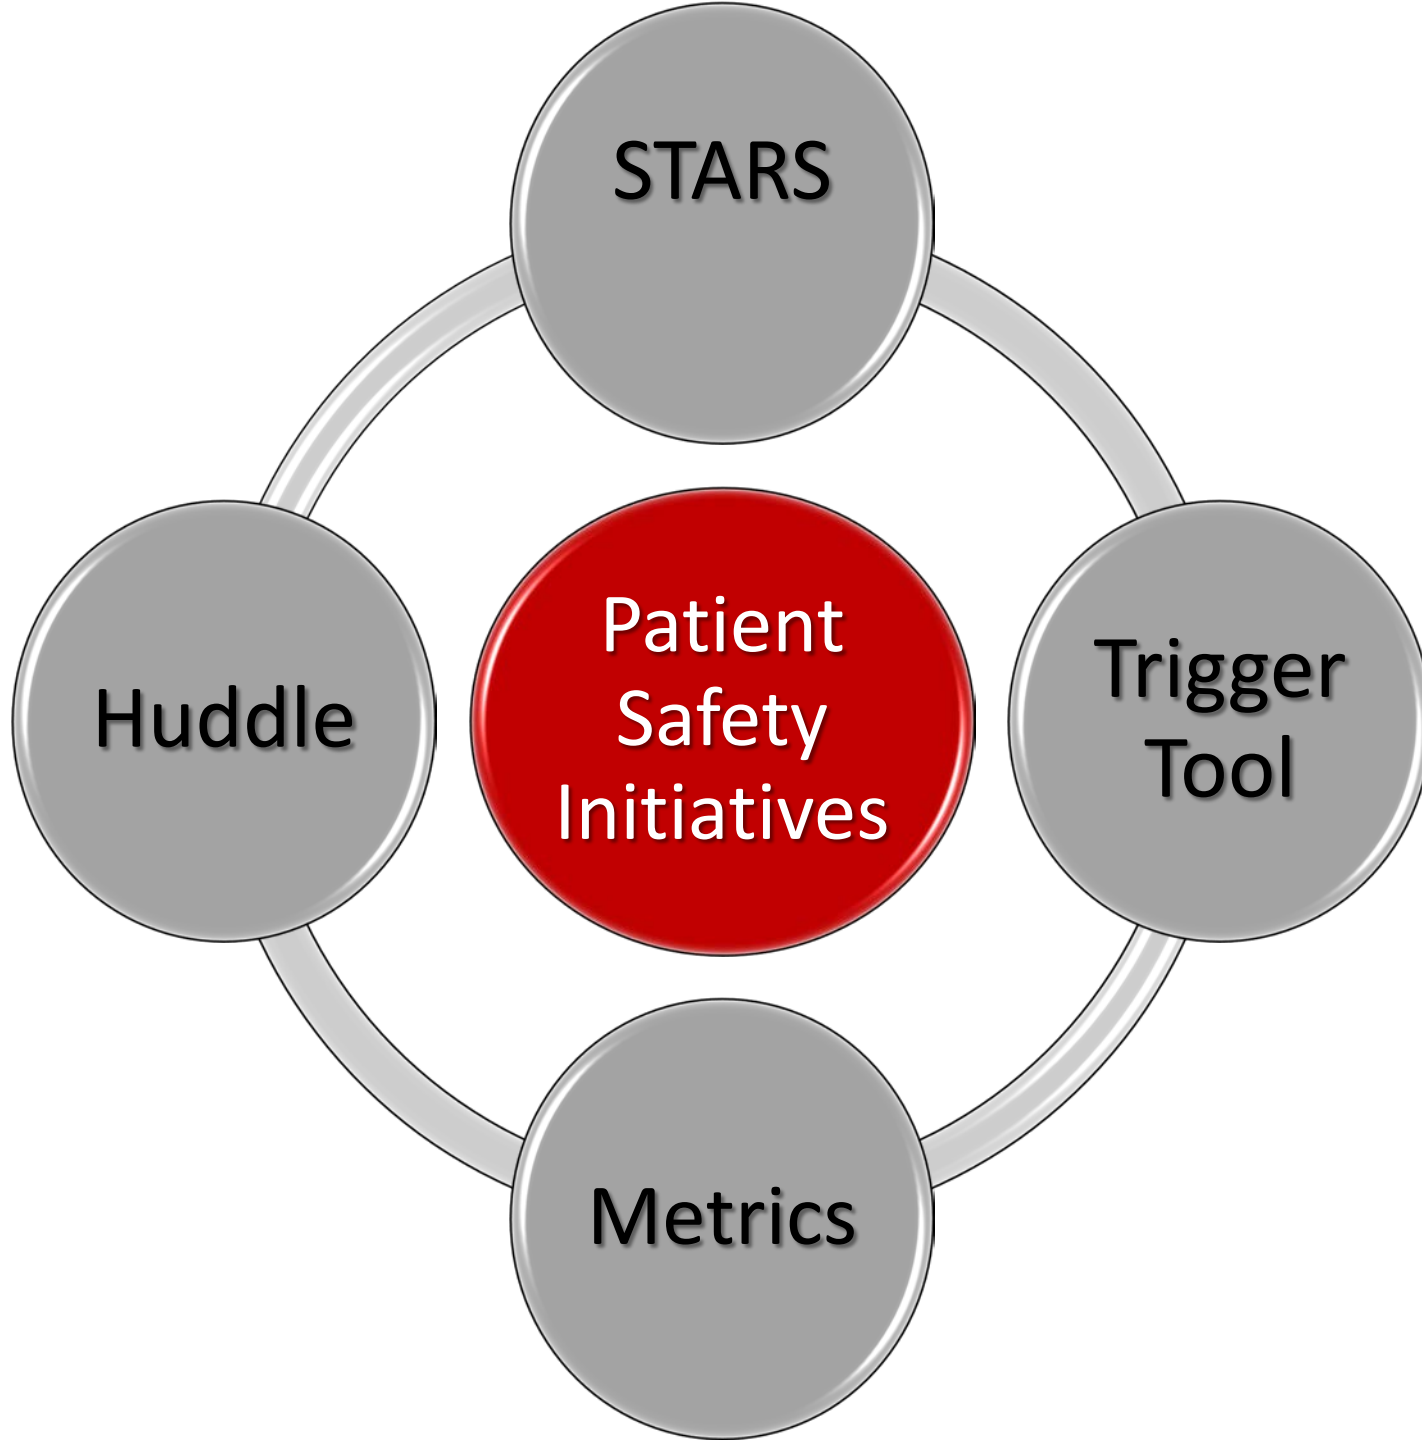 STARS
Patient
Safety
Initiatives
Trigger
Tool
Huddle
Metrics